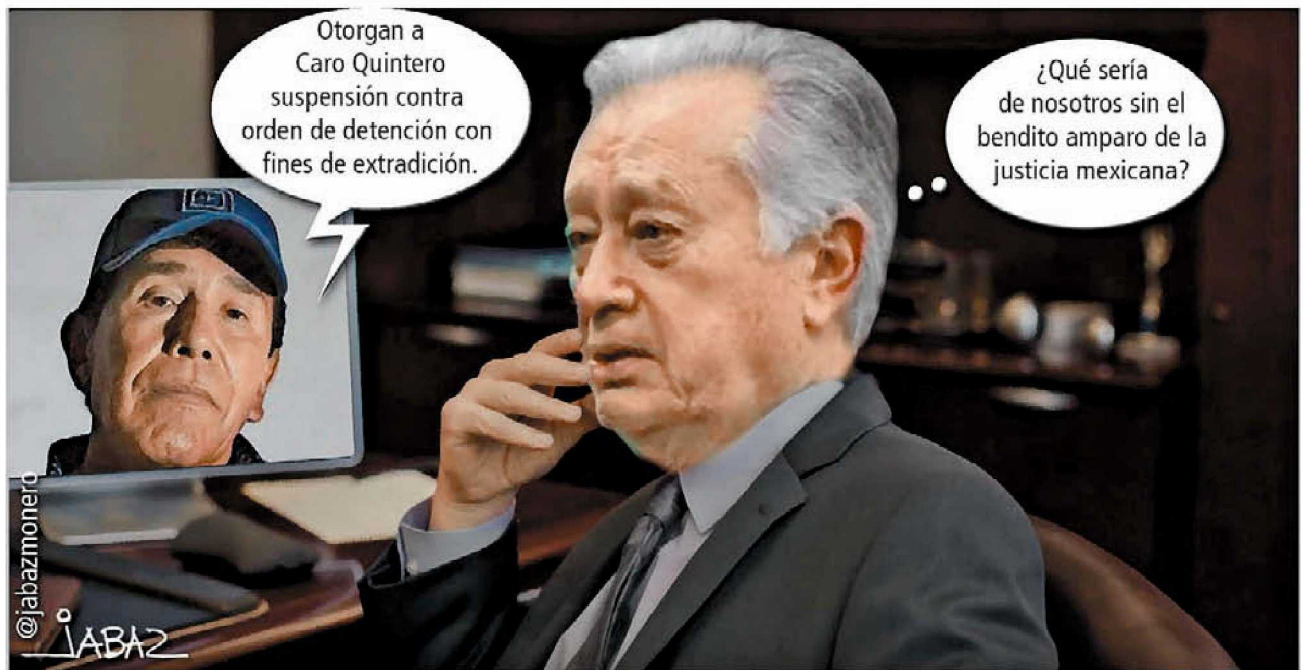 Otorgan a
Caro Quintero
suspensión contra
orden de detención con
fines de extradición.
¿Qué sería
de nosotros sin el
bendito amparo de la
justicia mexicana?
@jabazmonero
JABAZ